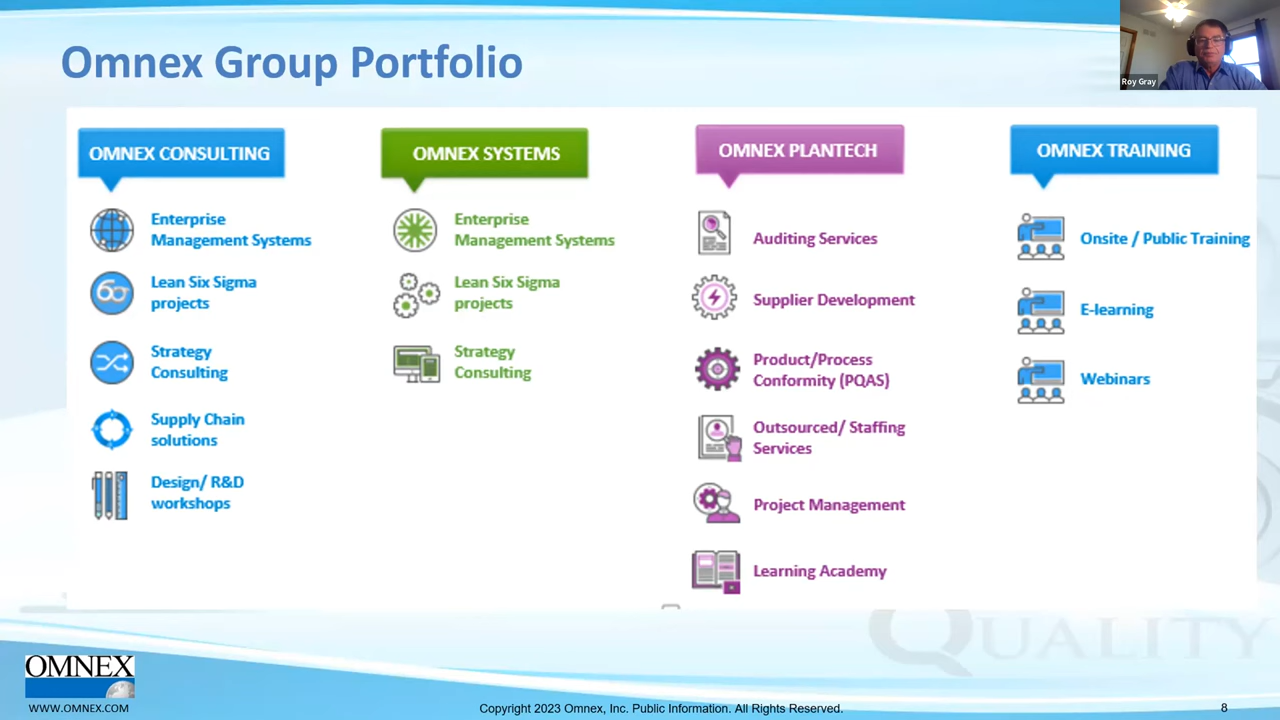 Omnex Group Portfolio
Roy Gray
OMNEX CONSULTING
Enterprise
Management Systems
Lean Six Sigma
projects
Strategy
Consulting
Supply Chain
solutions
Design/ R&D
workshops
OMNEX SYSTEMS
Enterprise
Management Systems
Lean Six Sigma
projects
Strategy
Consulting
OMNEX PLANTECH
Auditing Services
Supplier Development
Product/Process
Conformity (PQAS)
Outsourced/ Staffing
Services
Project Management
Learning Academy
OMNEX TRAINING
Onsite / Public Training
E-learning
Webinars
QUALITY
OMNEX
WWW.OMNEX.COM
Copyright 2023 Omnex, Inc. Public Information. All Rights Reserved.
8